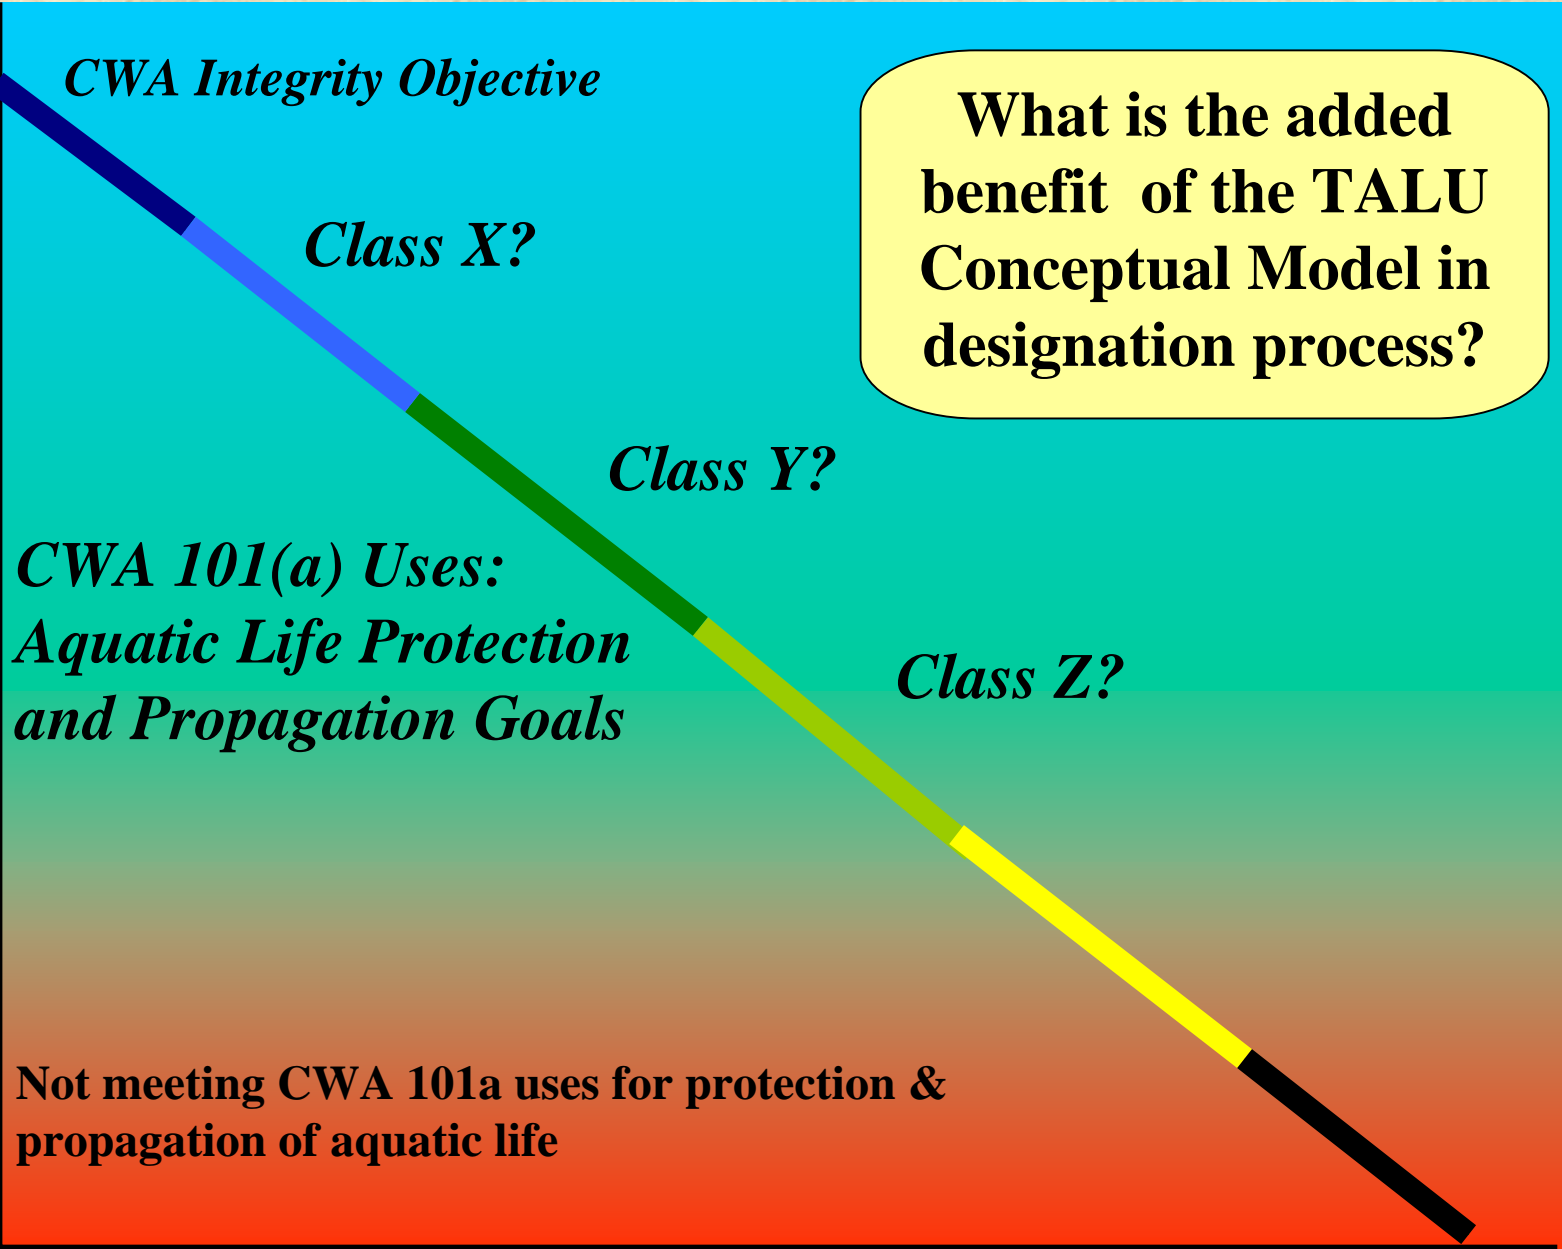 CWA Integrity Objective
What is the added
benefit of the TALU
Conceptual Model in
designation process?
Class X?
Class Y?
CWA 101(a) Uses:
Aquatic Life Protection
and Propagation Goals
Class Z?
Not meeting CWA 101a uses for protection &
propagation of aquatic life